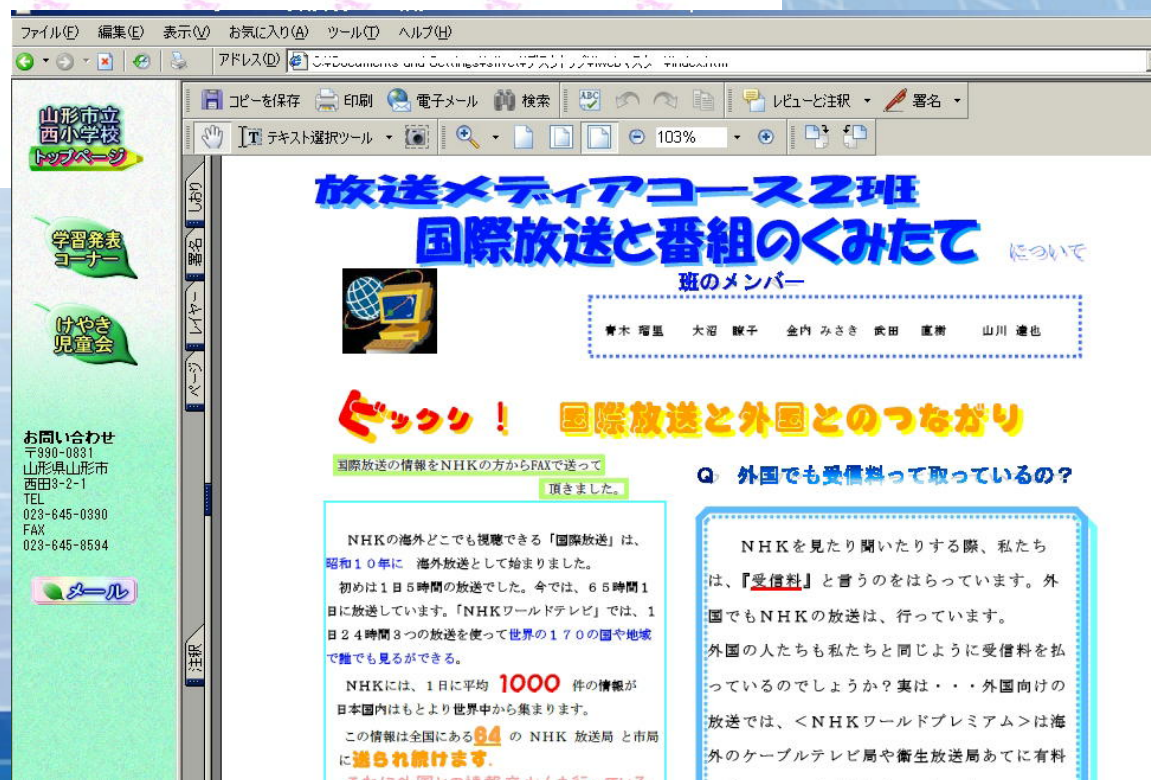 ファイル(F) 編集(E) 表示(V) お気に入り(A) ツール(T) ヘルプ(H)
アドレス(D)
コピーを保存 印刷 電子メール 検索 レビューと注釈 署名
テキスト選択ツール 103%
山形市立
西小学校
トップページ
学習発表
コーナー
けやき
児童会
お問い合わせ
〒990-0831
山形県山形市
西田3-2-1
TEL
023-645-0390
FAX
023-645-8594
メール
しおり
署名
レイヤー
ページ
注釈
放送メディアコース2班
国際放送と番組のくみたて について
班のメンバー
青木 瑠里 大沼 瞭子 金内 みさき 武田 直樹 山川 達也
ビックリ! 国際放送と外国とのつながり
国際放送の情報をNHKの方からFAXで送って
頂きました。
NHKの海外どこでも視聴できる「国際放送」は、
昭和10年に 海外放送として始まりました。
初めは1日5時間の放送でした。今では、65時間1
日に放送しています。「NHKワールドテレビ」では、1
日24時間3つの放送を使って世界の170の国や地域
で誰でも見るができる。
NHKには、1日に平均 1000 件の情報が
日本国内はもとより世界中から集まります。
この情報は全国にある64 の NHK 放送局 と市局
に送られ続けます.
Q 外国でも受信料って取っているの?
NHKを見たり聞いたりする際、私たち
は、『受信料』と言うのをはらっています。外
国でもNHKの放送は、行っています。
外国の人たちも私たちと同じように受信料を払
っているのでしょうか?実は・・・外国向けの
放送では、<NHKワールドプレミアム>は海
外のケーブルテレビ局や衛生放送局あてに有料